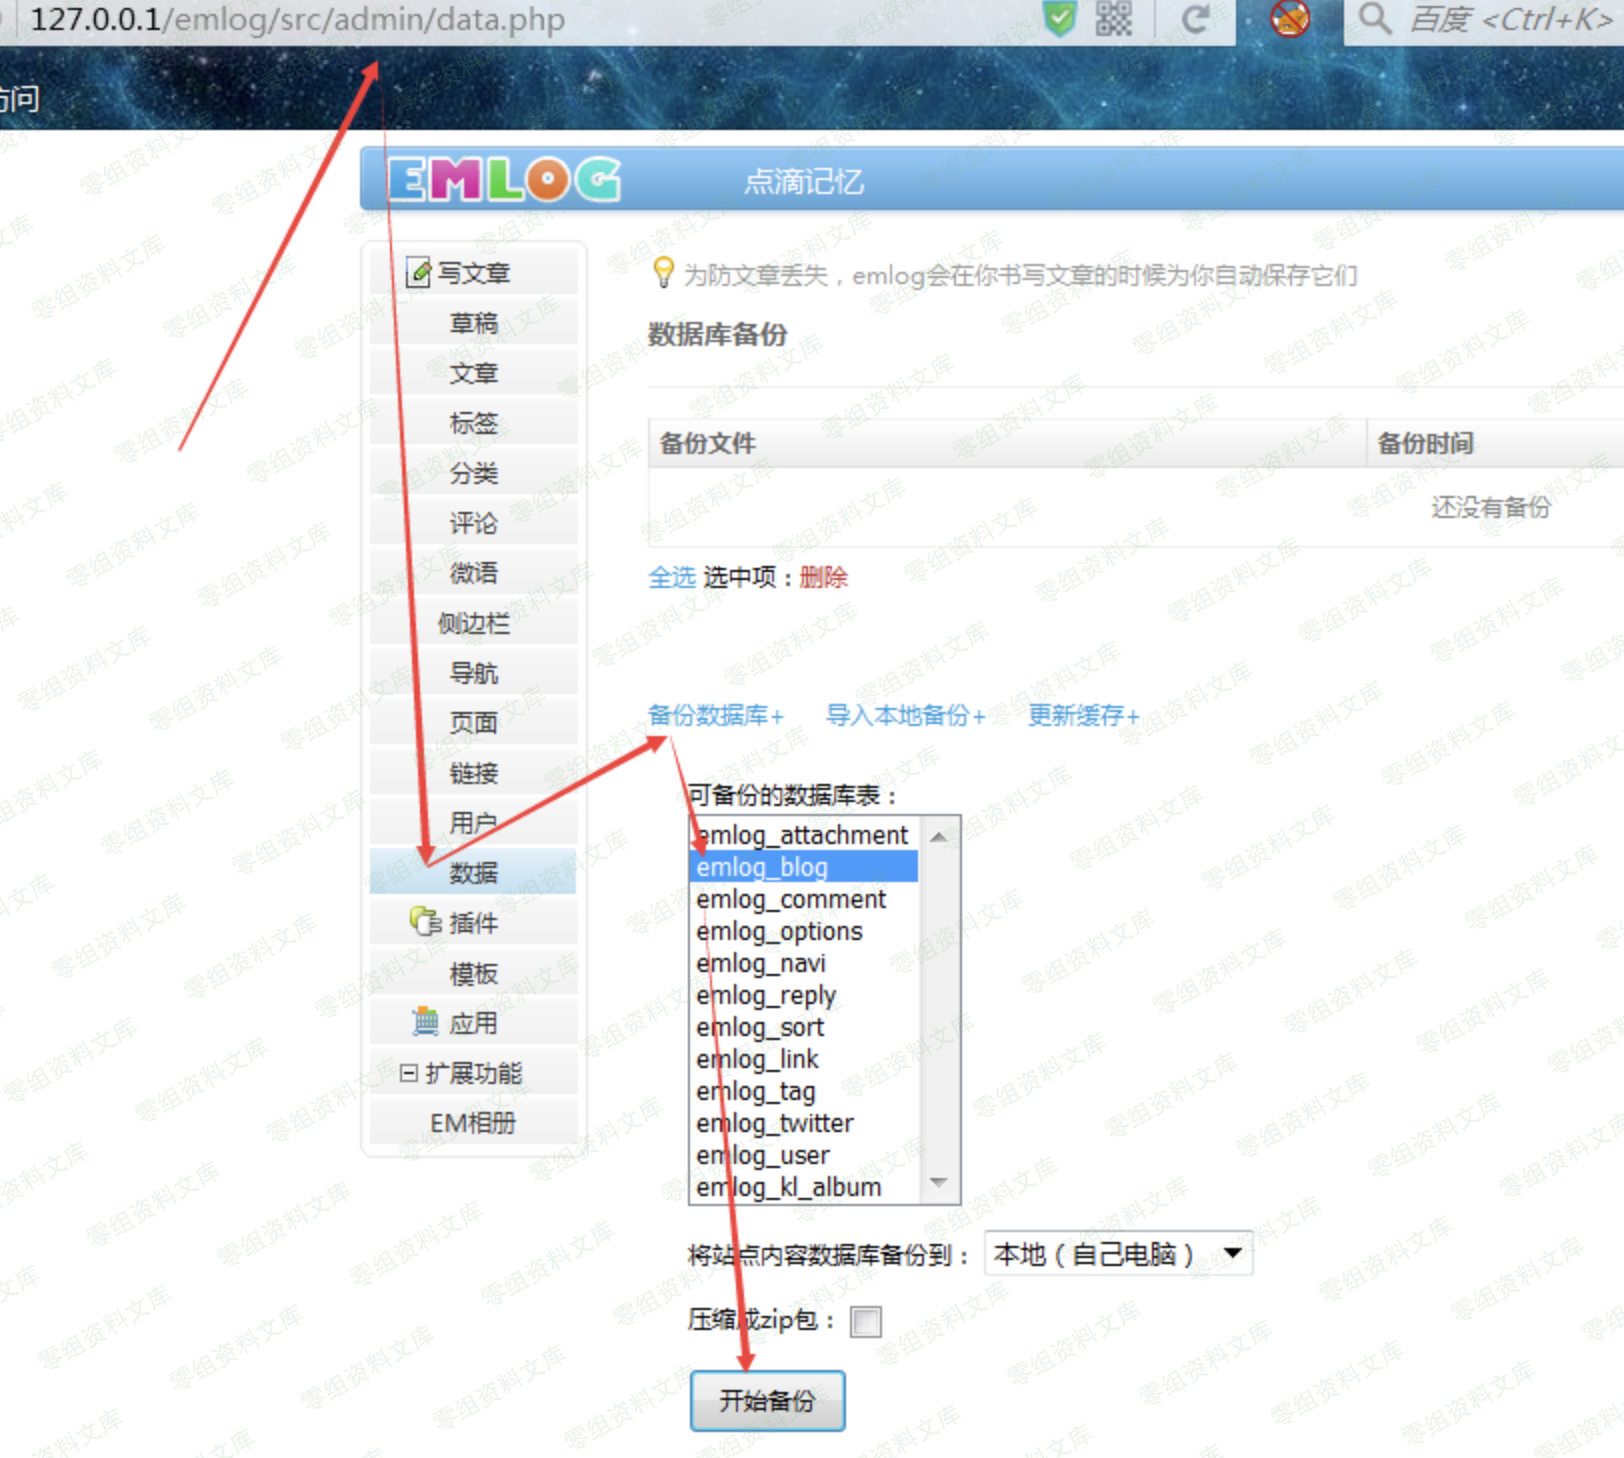 127.0.0.1/emlog/src/admin/data.php
百度 <Ctrl+K>
访问
EMLOG
点滴记忆
写文章
草稿
文章
标签
分类
评论
微语
侧边栏
导航
页面
链接
用户
数据
插件
模板
应用
扩展功能
EM相册
为防文章丢失，emlog会在你书写文章的时候为你自动保存它们
数据库备份
备份文件
备份时间
还没有备份
全选 选中项：删除
备份数据库+ 导入本地备份+ 更新缓存+
可备份的数据库表：
emlog_attachment
emlog_blog
emlog_comment
emlog_options
emlog_navi
emlog_reply
emlog_sort
emlog_link
emlog_tag
emlog_twitter
emlog_user
emlog_kl_album
将站点内容数据库备份到： 本地（自己电脑）
压缩成zip包：
开始备份
零组资料文库